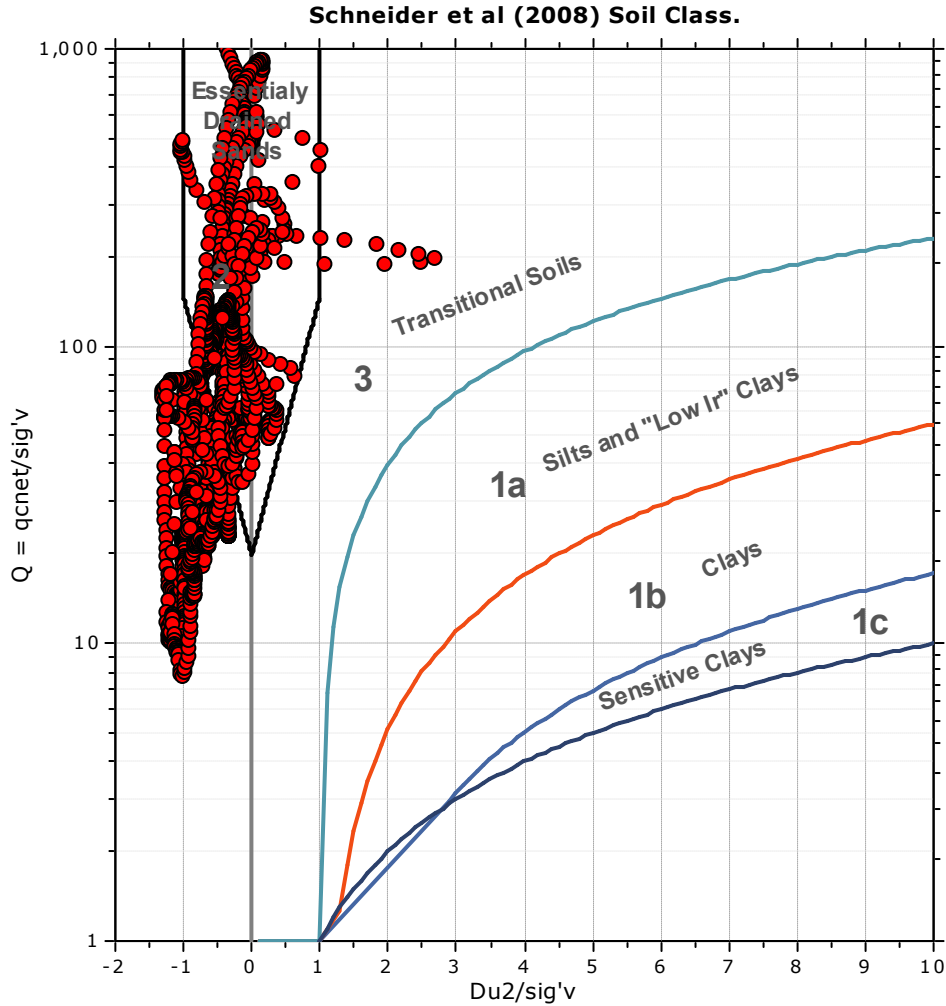 Schneider et al (2008) Soil Class.
1,000
Essentialy
Drained
Sands
2
Transitional Soils
100
3
Silts and "Low Ir" Clays
1a
Q = qcnet/sig'v
Clays
1b
1c
10
Sensitive Clays
1
-2 -1 0 1 2 3 4 5 6 7 8 9 10
Du2/sig'v